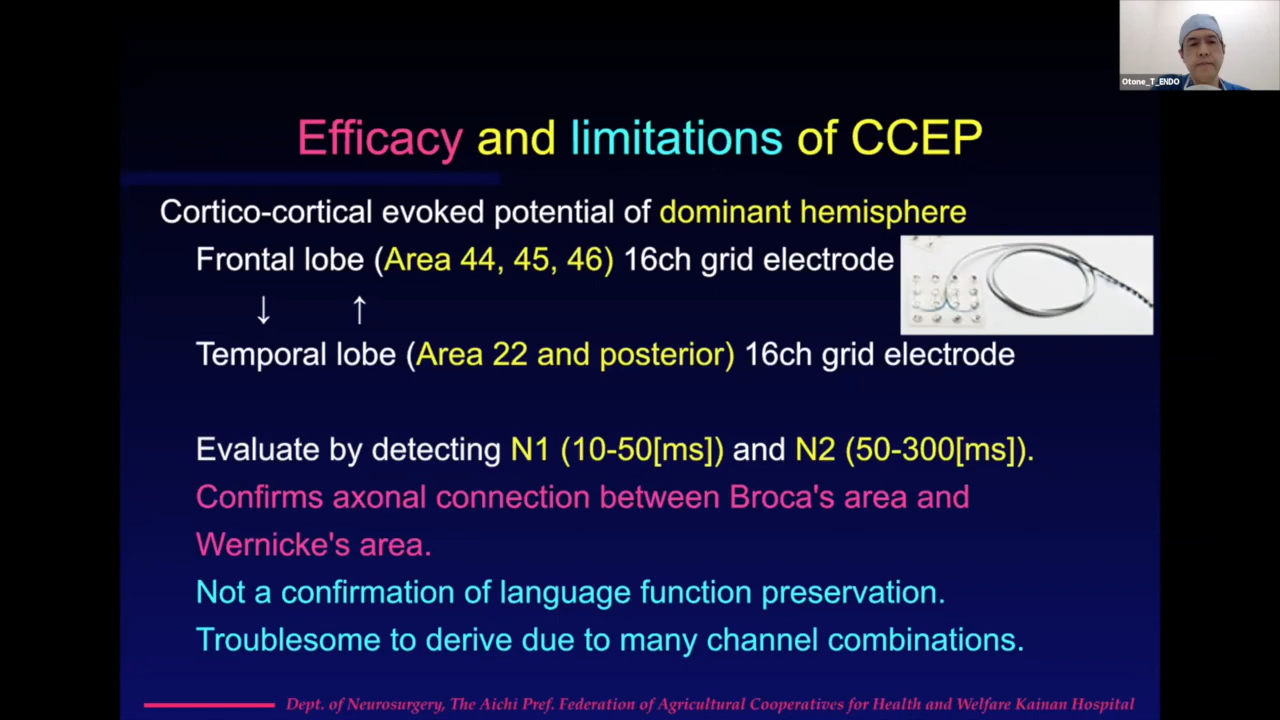 Otone_T_ENDO
Efficacy and limitations of CCEP
Cortico-cortical evoked potential of dominant hemisphere
Frontal lobe (Area 44, 45, 46) 16ch grid electrode
↓ ↑
Temporal lobe (Area 22 and posterior) 16ch grid electrode
Evaluate by detecting N1 (10-50[ms]) and N2 (50-300[ms]).
Confirms axonal connection between Broca's area and
Wernicke's area.
Not a confirmation of language function preservation.
Troublesome to derive due to many channel combinations.
Dept. of Neurosurgery, The Aichi Pref. Federation of Agricultural Cooperatives for Health and Welfare Kainan Hospital